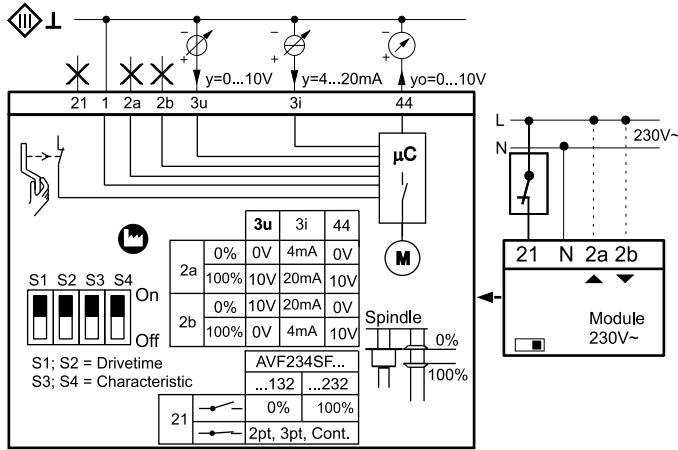 III
y=0...10V
y=4...20mA
yo=0...10V
21 1 2a 2b 3u 3i 44
µC
M
3u 3i 44
2a 0% 0V 4mA 0V
100% 10V 20mA 10V
2b 0% 10V 20mA 0V
100% 0V 4mA 10V
S1 S2 S3 S4
On
Off
S1; S2 = Drivetime
S3; S4 = Characteristic
Spindle
0%
100%
AVF234SF...
...132 ...232
21 0% 100%
2pt, 3pt, Cont.
L
N
230V~
21 N 2a 2b
Module
230V~